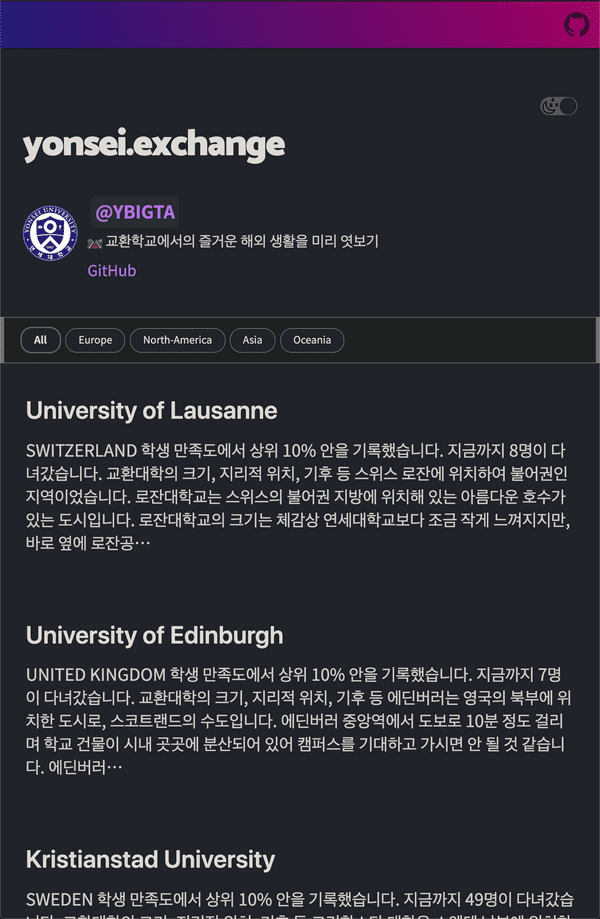 yonsei.exchange
YONSEI UNIVERSITY
연세대학교
@YBIGTA
교환학교에서의 즐거운 해외 생활을 미리 엿보기
GitHub
All
Europe
North-America
Asia
Oceania
University of Lausanne
SWITZERLAND 학생 만족도에서 상위 10% 안을 기록했습니다. 지금까지 8명이 다
녀갔습니다. 교환대학의 크기, 지리적 위치, 기후 등 스위스 로잔에 위치하여 불어권인
지역이었습니다. 로잔대학교는 스위스의 불어권 지방에 위치해 있는 아름다운 호수가
있는 도시입니다. 로잔대학교의 크기는 체감상 연세대학교보다 조금 작게 느껴지지만,
바로 옆에 로잔공…
University of Edinburgh
UNITED KINGDOM 학생 만족도에서 상위 10% 안을 기록했습니다. 지금까지 7명
이 다녀갔습니다. 교환대학의 크기, 지리적 위치, 기후 등 에딘버러는 영국의 북부에 위
치한 도시로, 스코트랜드의 수도입니다. 에딘버러 중앙역에서 도보로 10분 정도 걸리
며 학교 건물이 시내 곳곳에 분산되어 있어 캠퍼스를 기대하고 가시면 안 될 것 같습니
다. 에딘버러…
Kristianstad University
SWEDEN 학생 만족도에서 상위 10% 안을 기록했습니다. 지금까지 49명이 다녀갔습